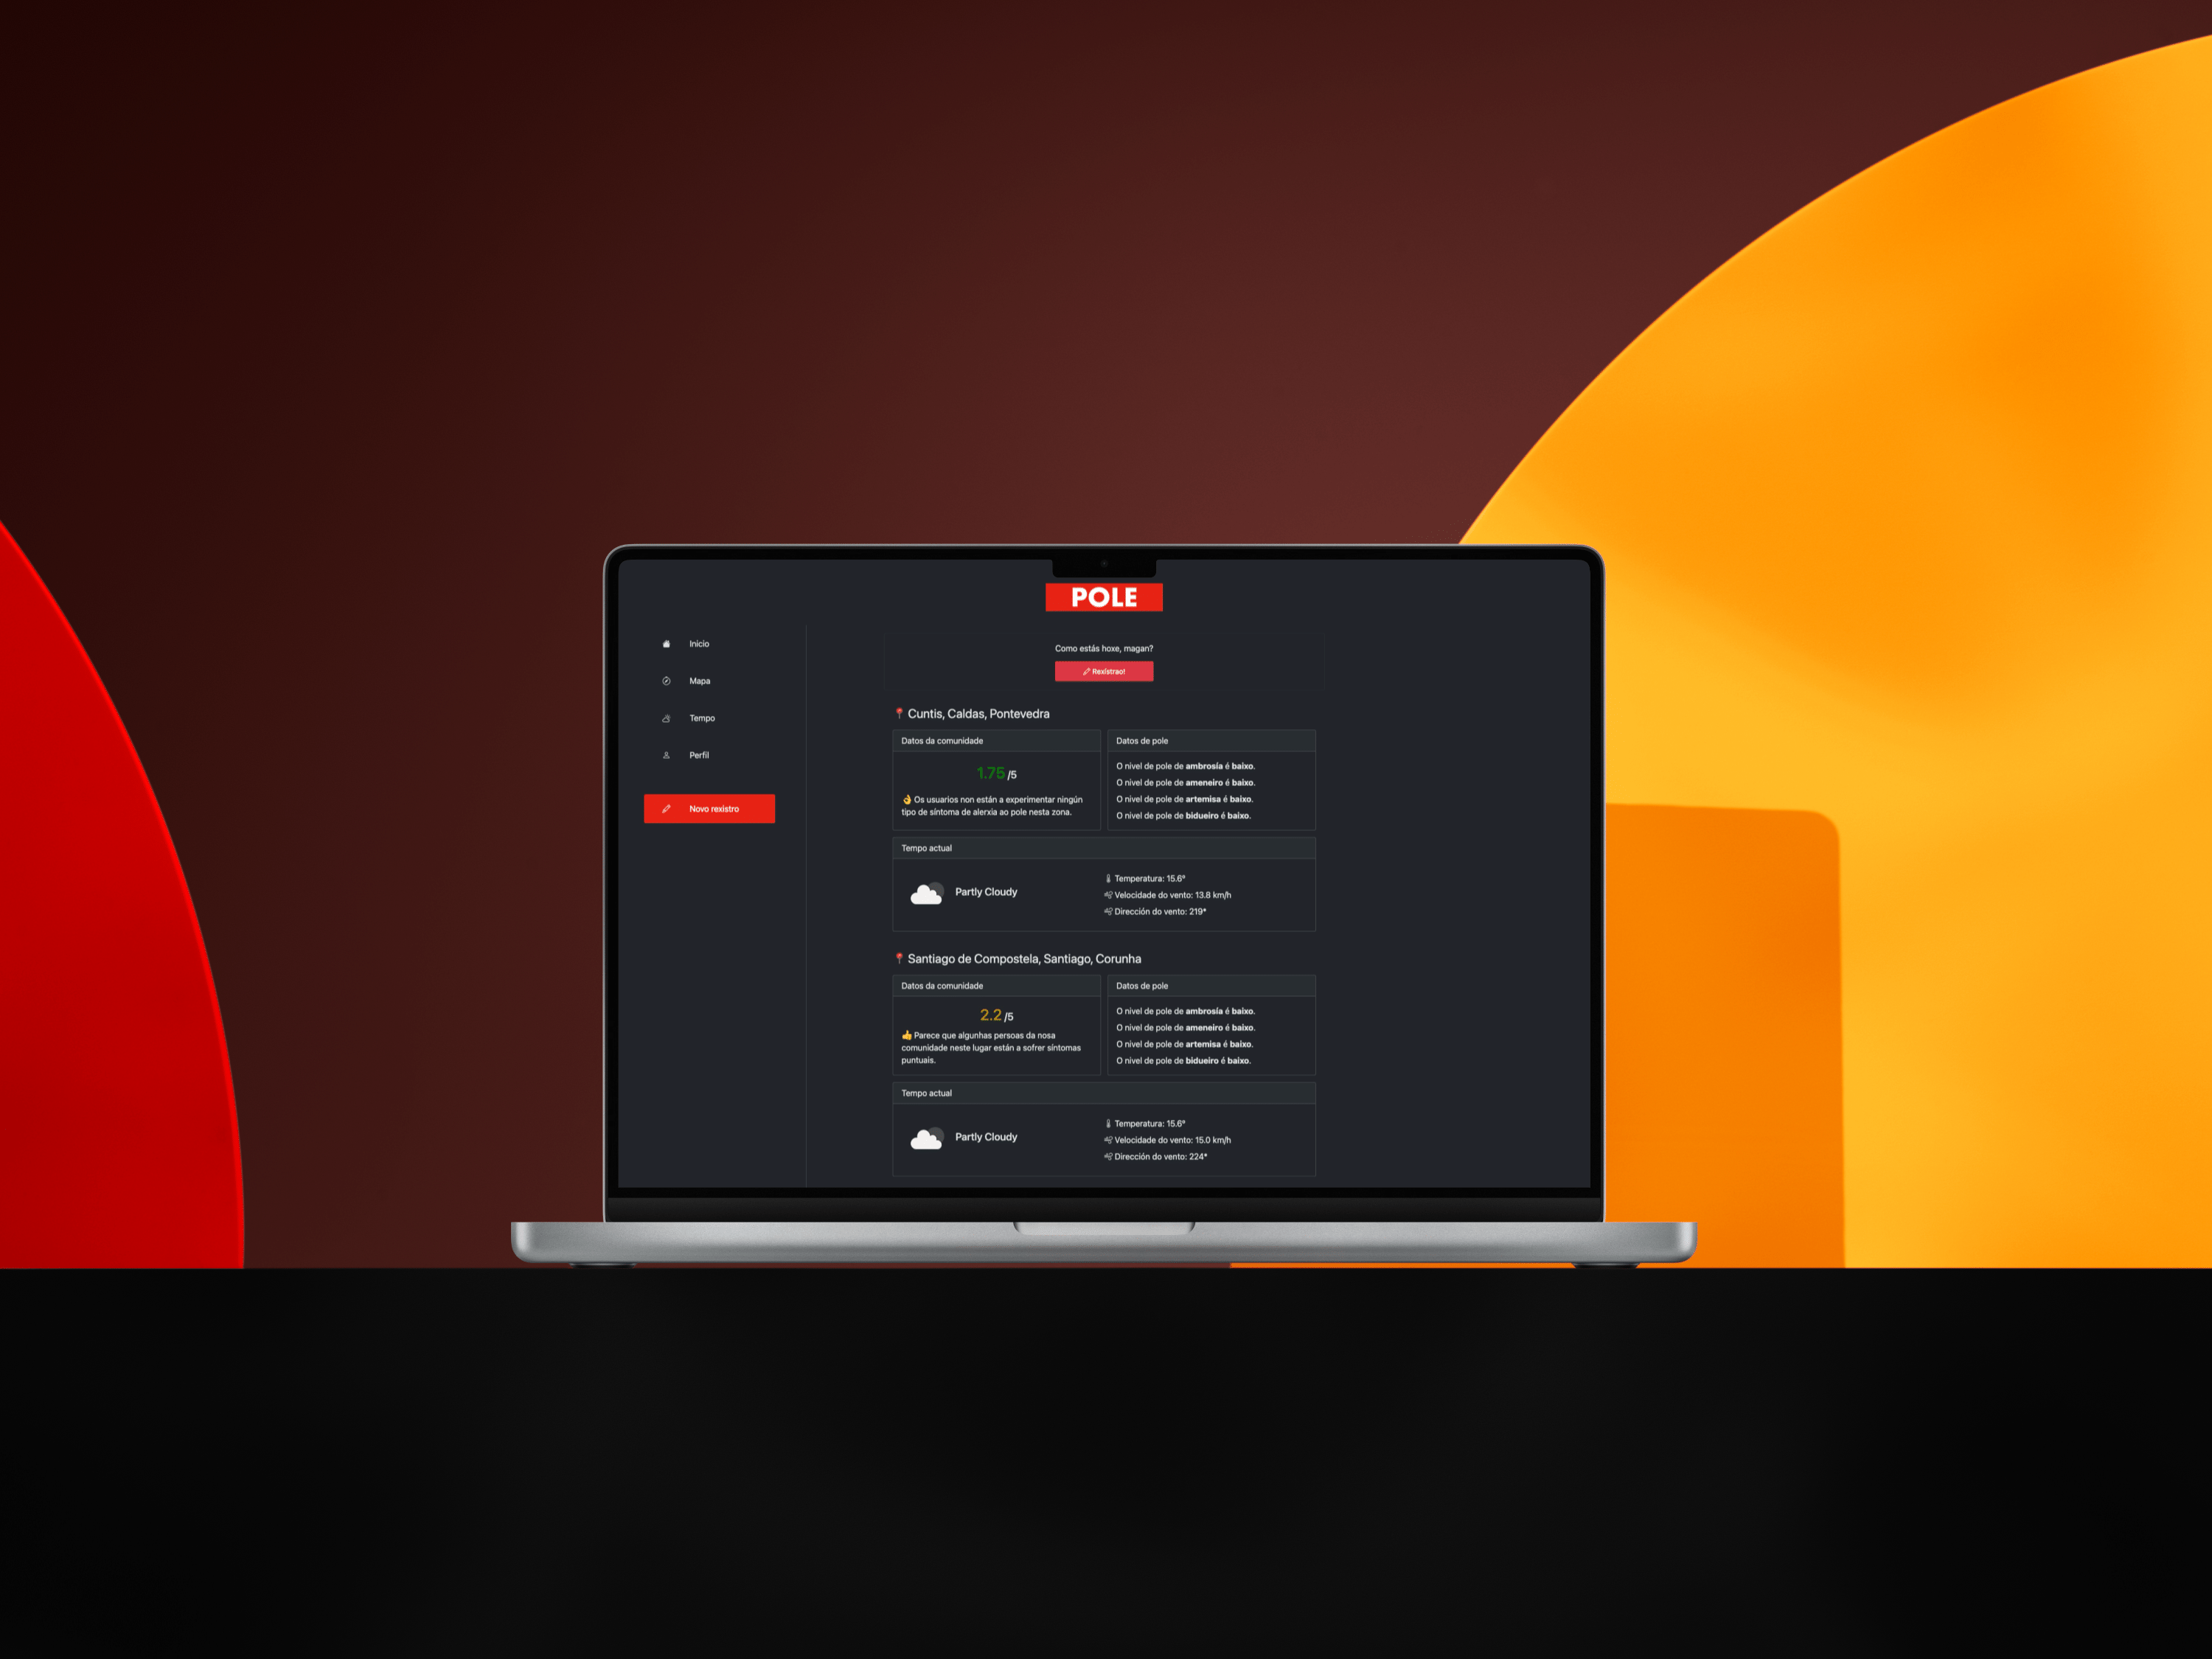 POLE
Inicio
Mapa
Tempo
Perfil
Novo rexistro
Como estás hoxe, magan?
Rexistrao!
Cuntis, Caldas, Pontevedra
Datos da comunidade
1.75 /5
👌 Os usuarios non están a experimentar ningún
tipo de síntoma de alerxia ao pole nesta zona.
Datos de pole
O nivel de pole de ambrosía é baixo.
O nivel de pole de ameneiro é baixo.
O nivel de pole de artemisa é baixo.
O nivel de pole de bidueiro é baixo.
Tempo actual
Partly Cloudy
Temperatura: 15.6°
Velocidade do vento: 13.8 km/h
Dirección do vento: 219°
Santiago de Compostela, Santiago, Corunha
Datos da comunidade
2.2 /5
👍 Parece que algunhas persoas da nosa
comunidade neste lugar están a sofrer síntomas
puntuais.
Datos de pole
O nivel de pole de ambrosía é baixo.
O nivel de pole de ameneiro é baixo.
O nivel de pole de artemisa é baixo.
O nivel de pole de bidueiro é baixo.
Tempo actual
Partly Cloudy
Temperatura: 15.6°
Velocidade do vento: 15.0 km/h
Dirección do vento: 224°